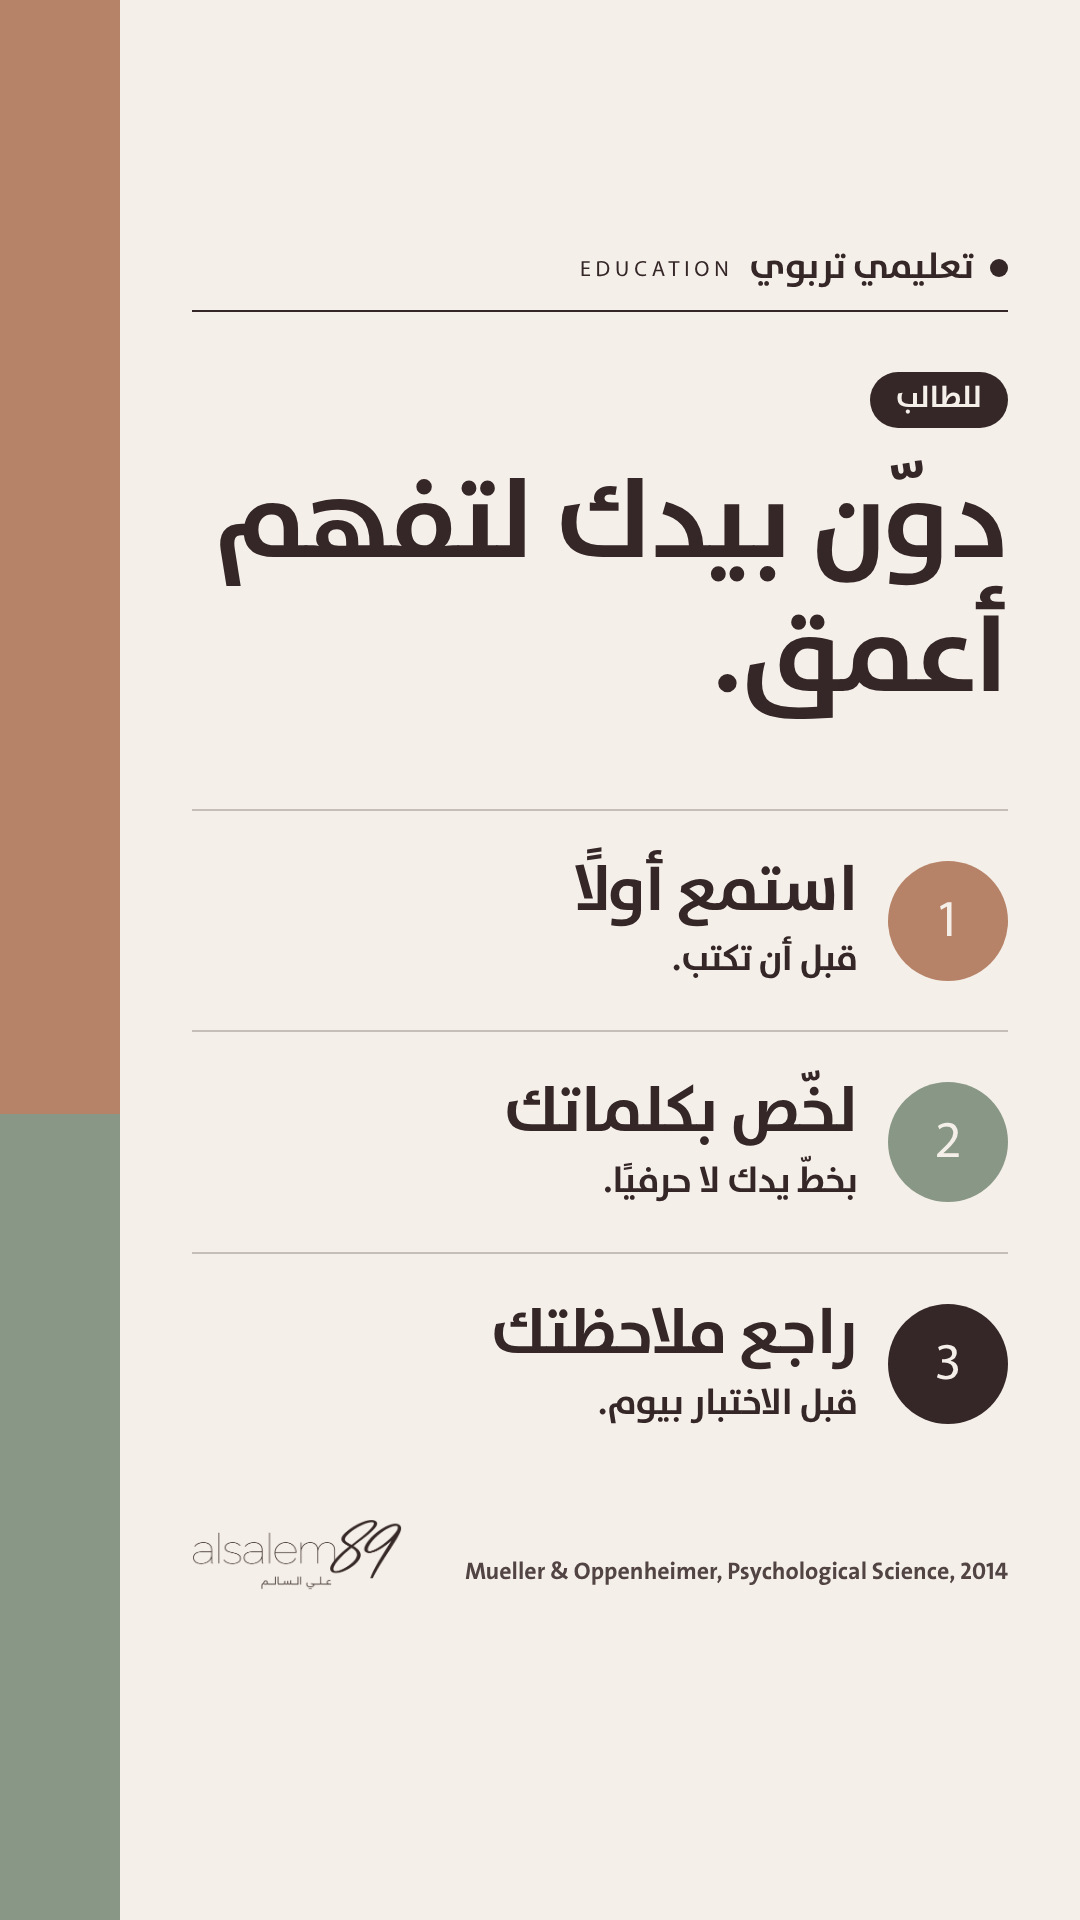 تعليمي تربوي EDUCATION
للطالب
دوّن بيدك لتفهم
أعمق.
1
استمع أولًا
قبل أن تكتب.
2
لخّص بكلماتك
بخطّ يدك لا حرفيًا.
3
راجع ملاحظتك
قبل الاختبار بيوم.
Mueller & Oppenheimer, Psychological Science, 2014
alsalem89
علي السالم